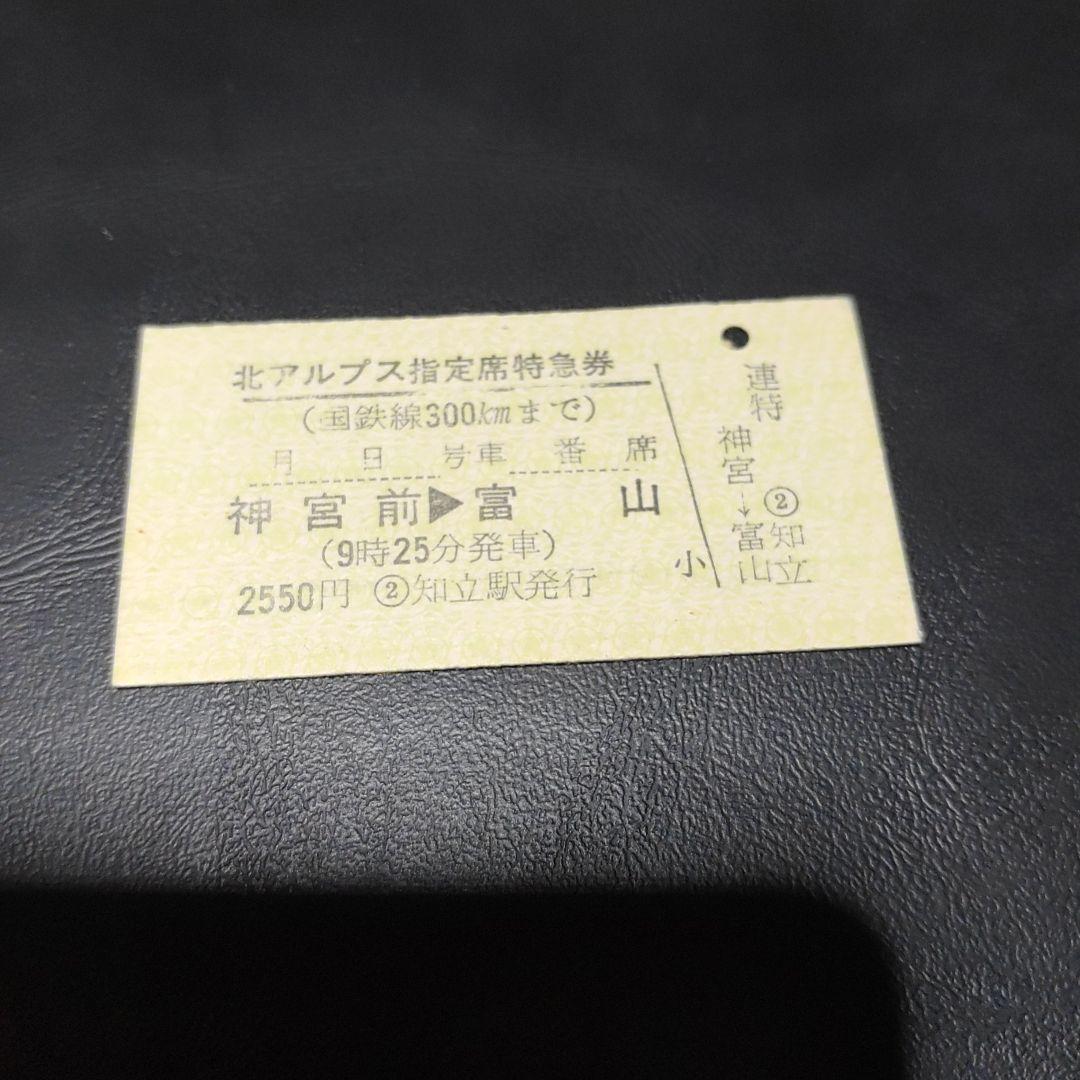 北アルプス指定席特急券
(国鉄線300kmまで)
月 日 号車 番 席
神宮前▶富山
(9時25分発車)
2550円 ②知立駅発行
小
連特
神宮→富山
②知立